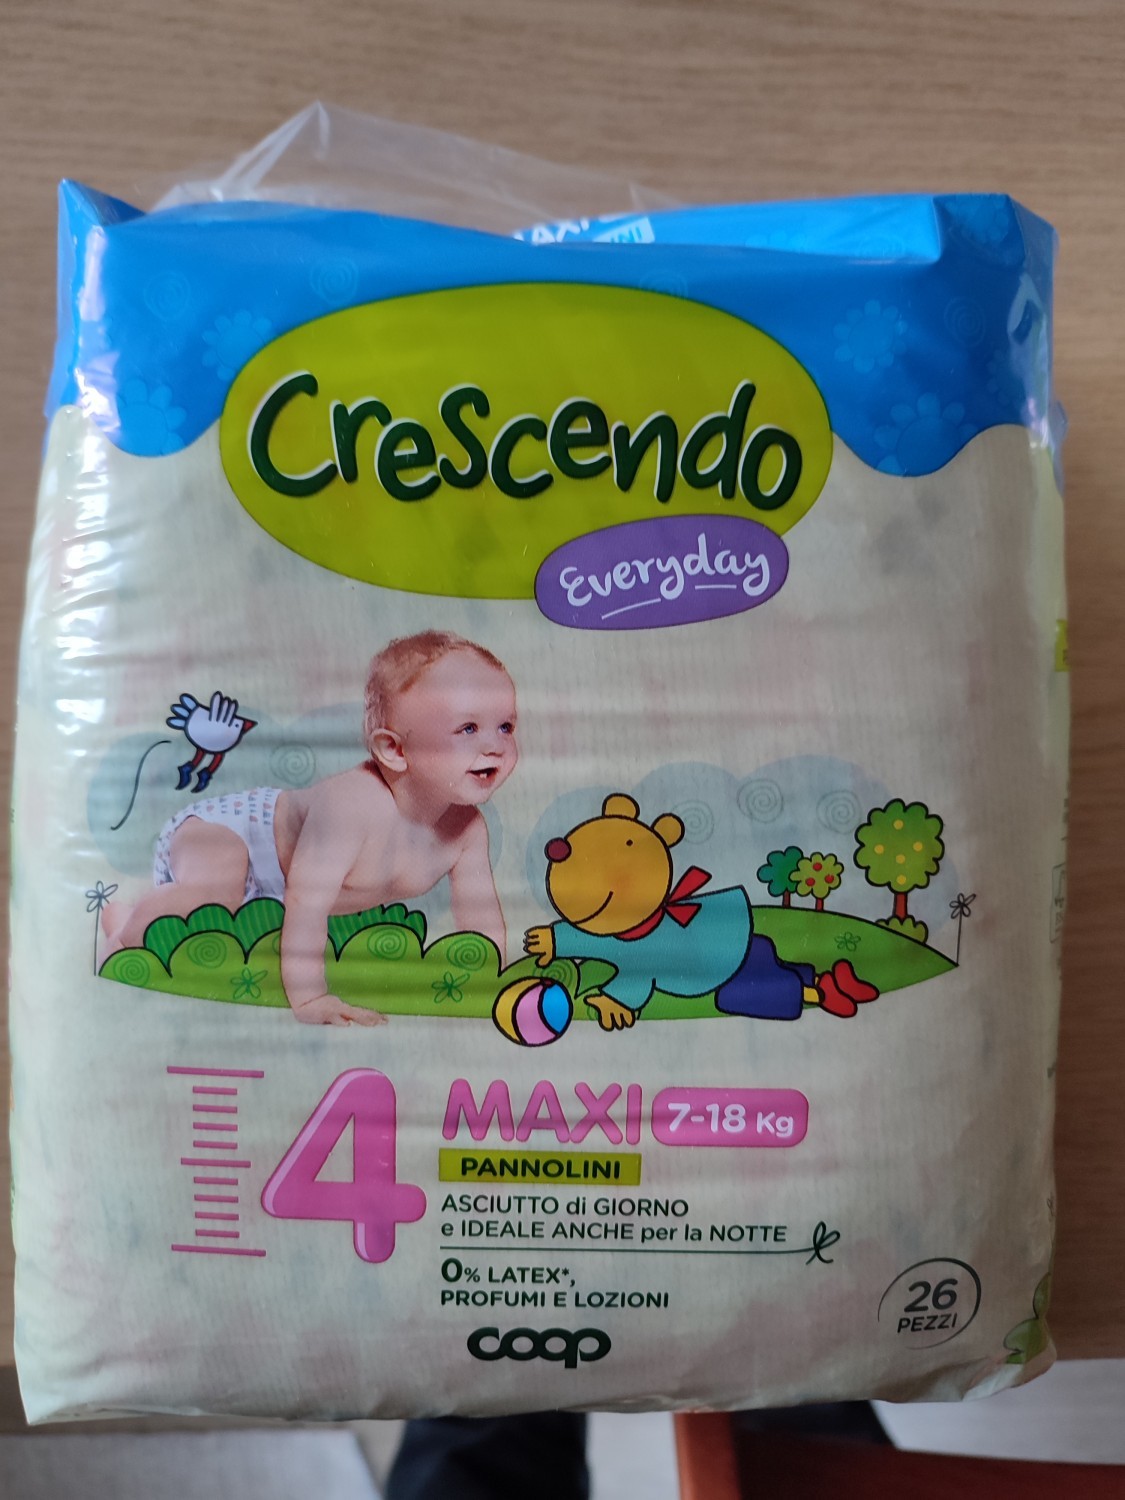 Crescendo
Everyday
4
MAXI 7-18 Kg
PANNOLINI
ASCIUTTO di GIORNO
e IDEALE ANCHE per la NOTTE
0% LATEX*,
PROFUMI E LOZIONI
coop
26
PEZZI